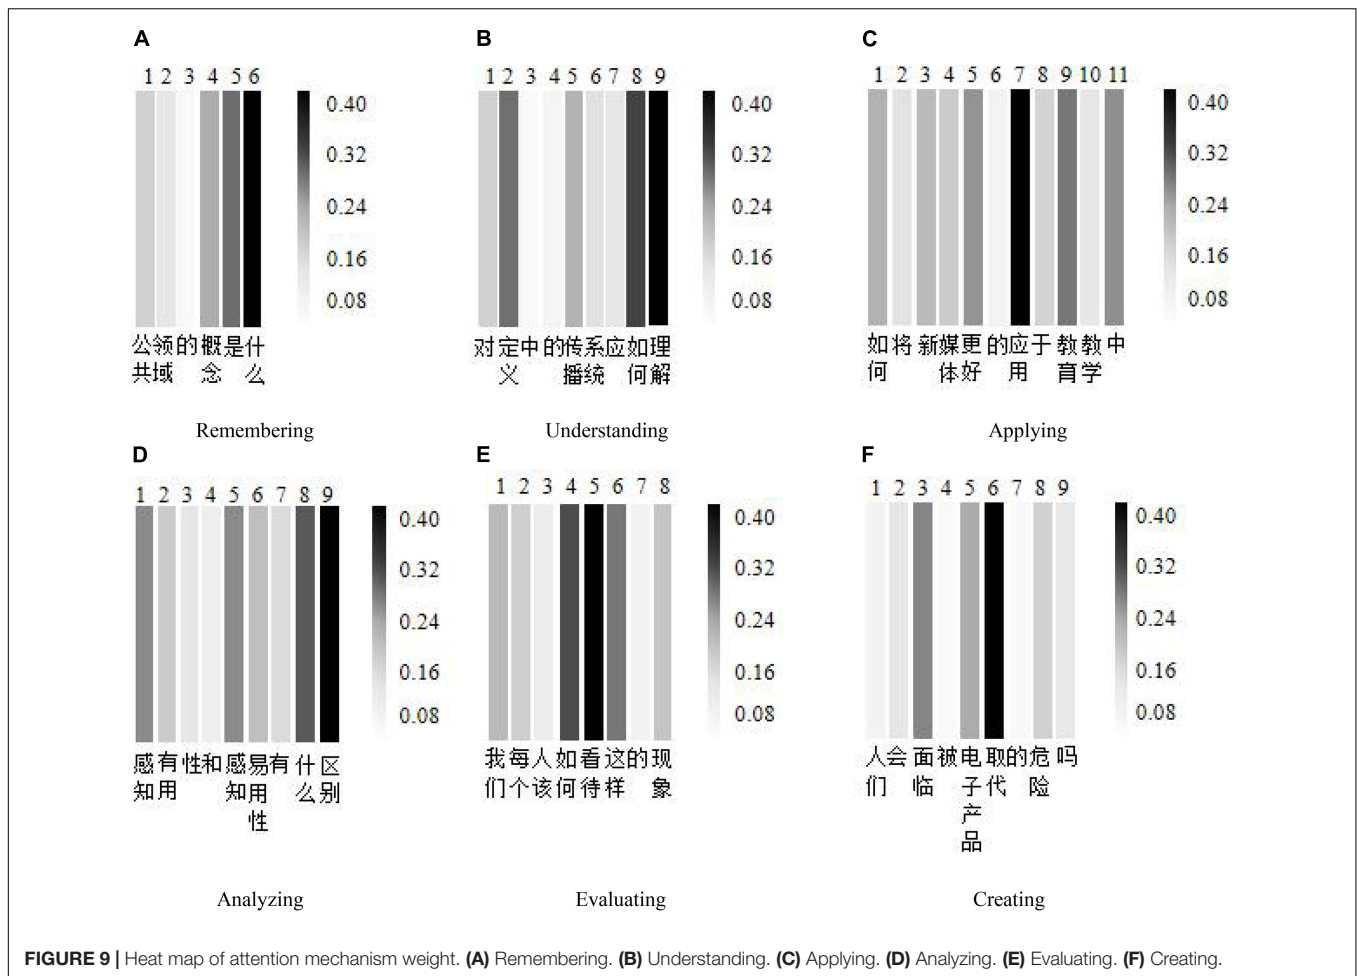 A
1 2 3 4 5 6
0.40
0.32
0.24
0.16
0.08
公共 领域 的 概念 是 什么
Remembering
B
1 2 3 4 5 6 7 8 9
0.40
0.32
0.24
0.16
0.08
对 定义 中 的 传播 系统 应 如何 理解
Understanding
C
1 2 3 4 5 6 7 8 9 10 11
0.40
0.32
0.24
0.16
0.08
如何 将 新 媒体 更好 的 应用 于 教育 教学 中
Applying
D
1 2 3 4 5 6 7 8 9
0.40
0.32
0.24
0.16
0.08
感知 有用 性 和 感知 易用性 有 什么 区别
Analyzing
E
1 2 3 4 5 6 7 8
0.40
0.32
0.24
0.16
0.08
我们 每个 人该 如何 看待 这样 的 现象
Evaluating
F
1 2 3 4 5 6 7 8 9
0.40
0.32
0.24
0.16
0.08
人们 会 面临 被 电子产品 取代 的 危险 吗
Creating
FIGURE 9 | Heat map of attention mechanism weight. (A) Remembering. (B) Understanding. (C) Applying. (D) Analyzing. (E) Evaluating. (F) Creating.